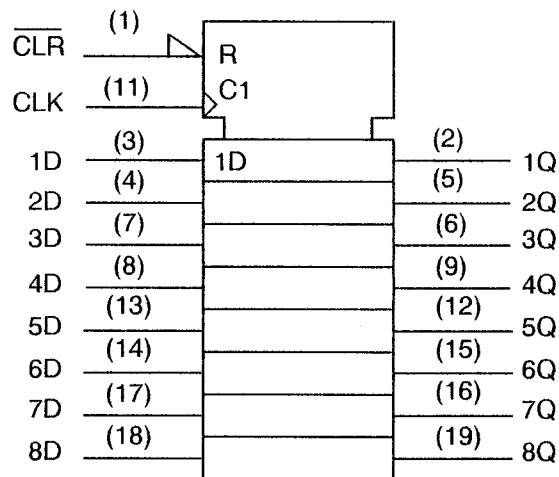 (1)
CLR R
CLK (11) C1
1D (3) 1D (2) 1Q
2D (4) (5) 2Q
3D (7) (6) 3Q
4D (8) (9) 4Q
5D (13) (12) 5Q
6D (14) (15) 6Q
7D (17) (16) 7Q
8D (18) (19) 8Q